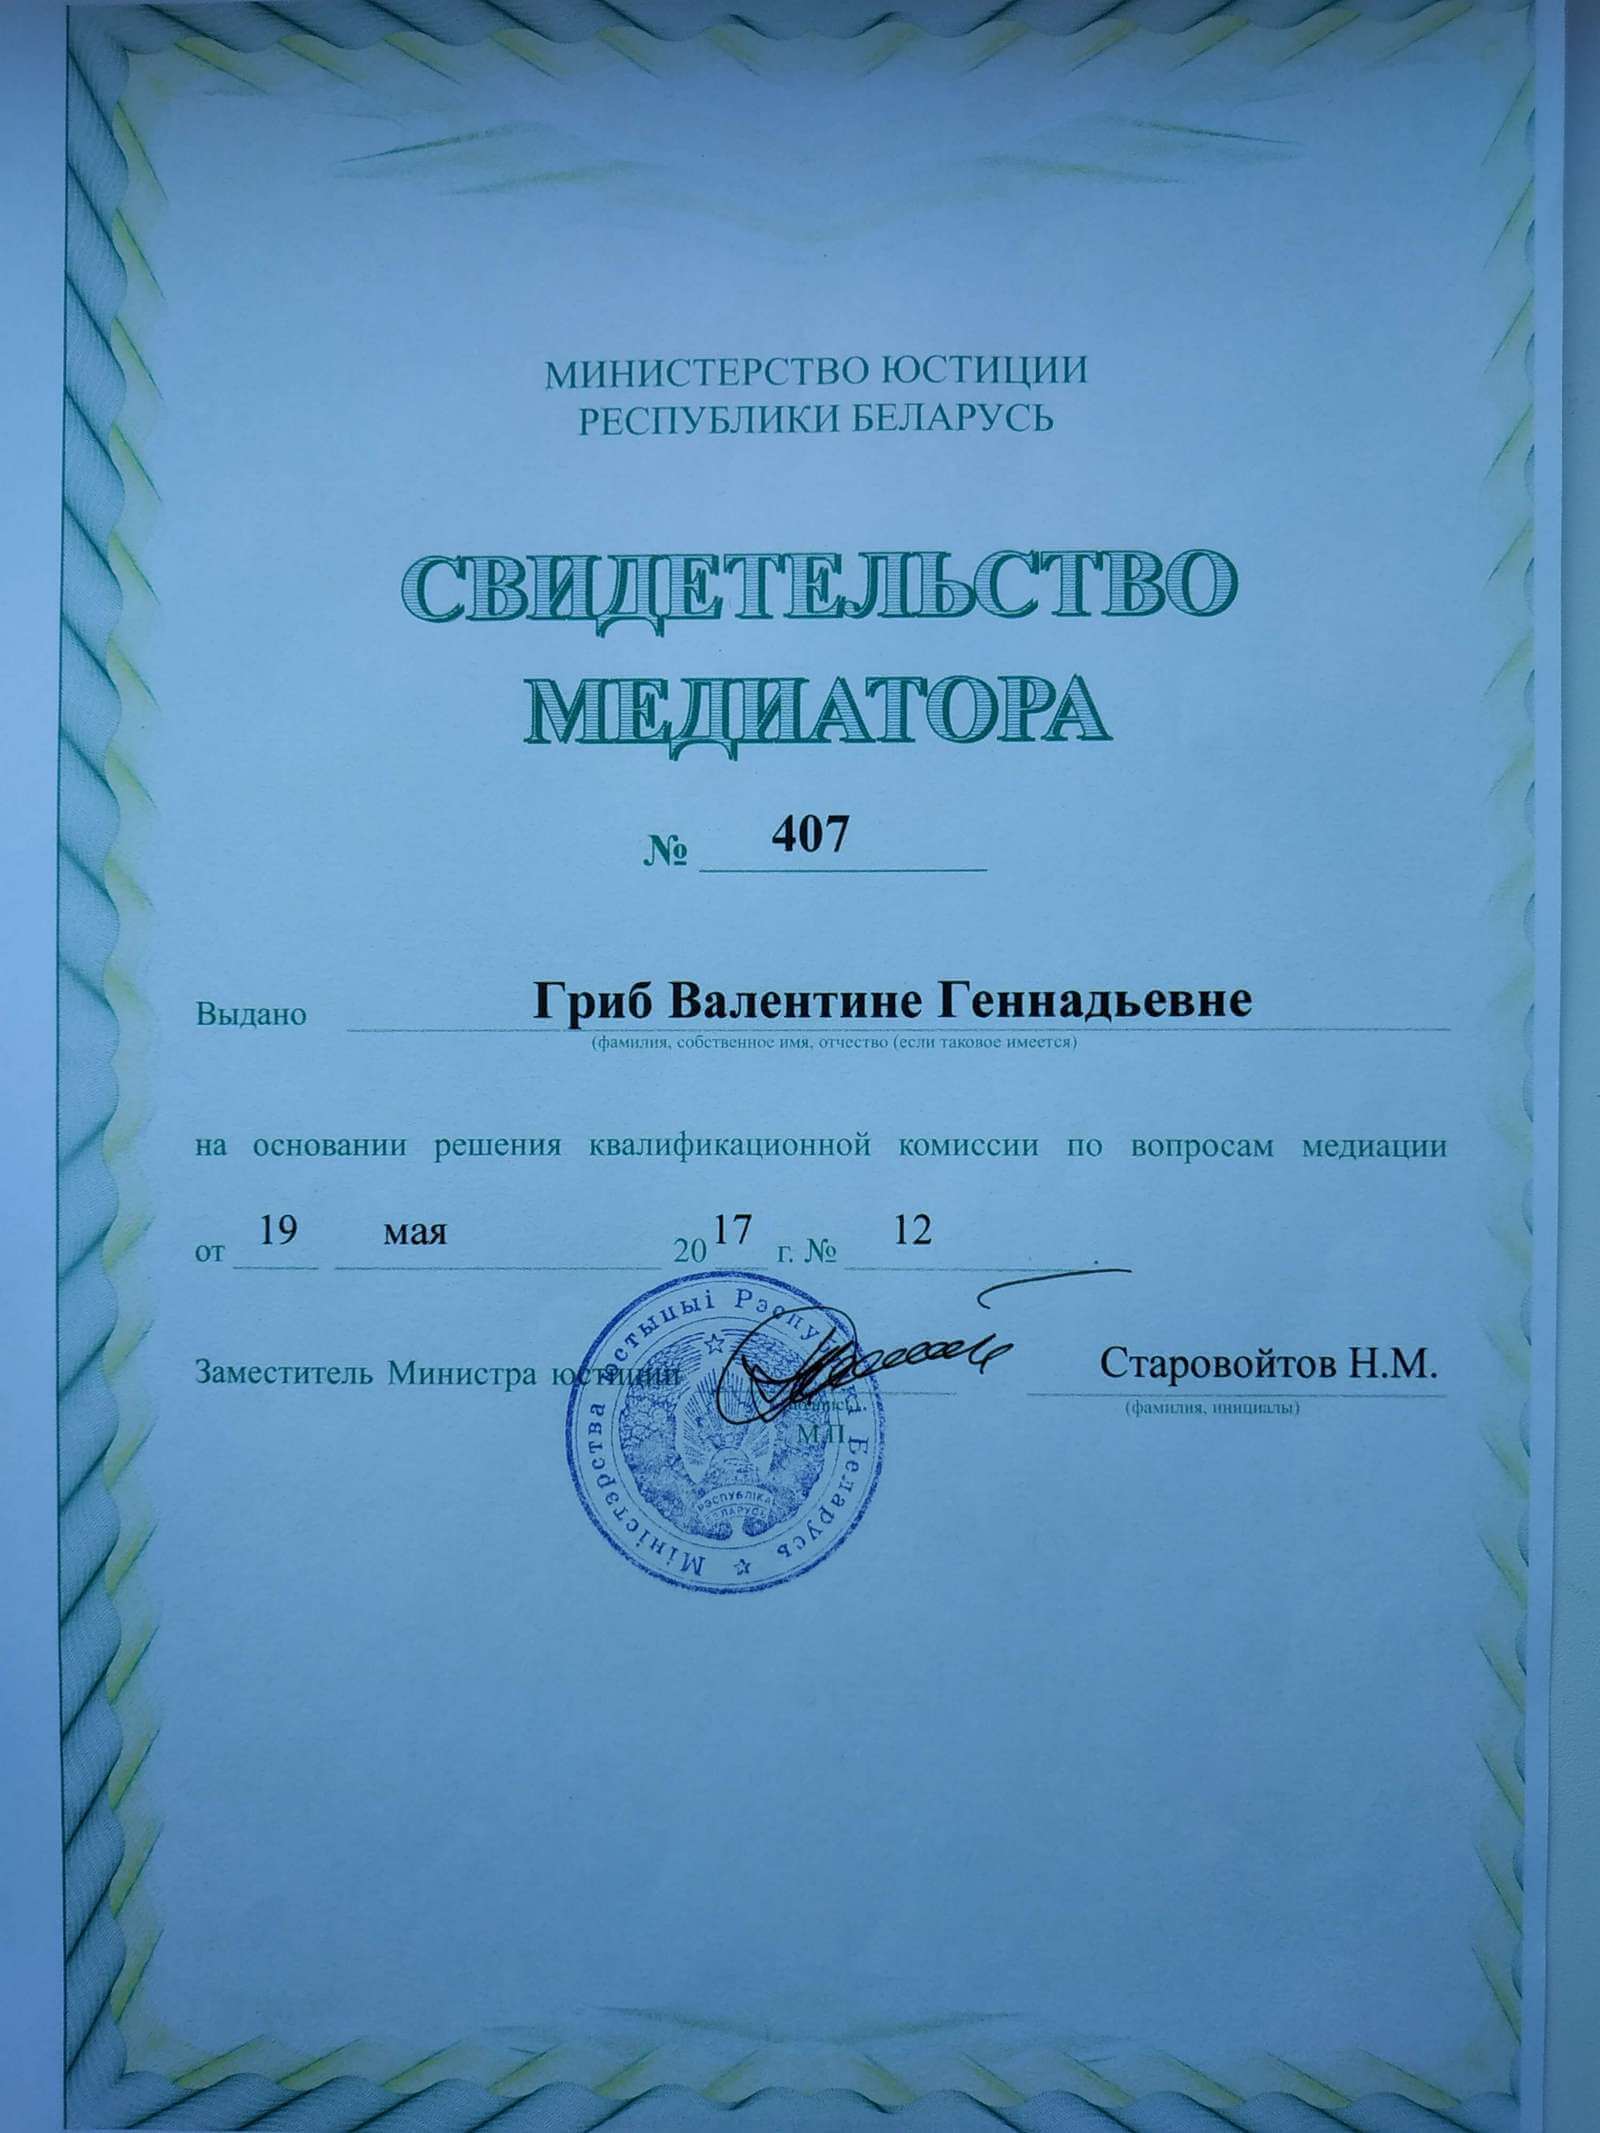 МИНИСТЕРСТВО ЮСТИЦИИ
РЕСПУБЛИКИ БЕЛАРУСЬ
СВИДЕТЕЛЬСТВО
МЕДИАТОРА
№ 407
Выдано Гриб Валентине Геннадьевне
(фамилия, собственное имя, отчество (если таковое имеется)
на основании решения квалификационной комиссии по вопросам медиации
от 19 мая 2017 г. № 12
Заместитель Министра юстиции Старовойтов Н.М.
(фамилия, инициалы)
М.П.
Міністэрства юстыцыі Рэспублікі Беларусь
РЭСПУБЛІКА
БЕЛАРУСЬ